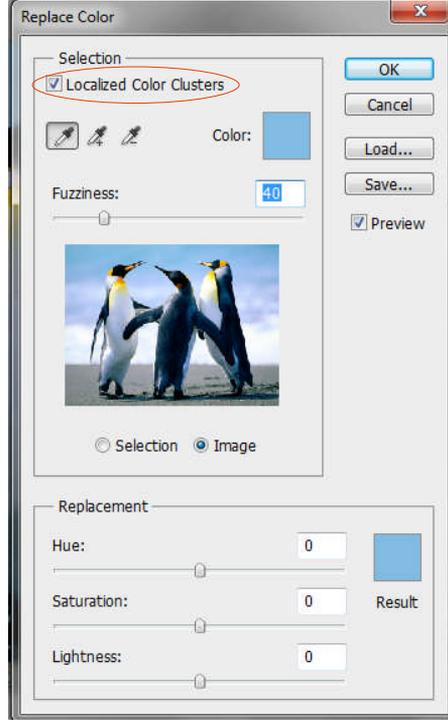 Replace Color
x
Selection
Localized Color Clusters
OK
Cancel
Color:
Load...
Save...
Fuzziness:
40
Preview
Selection
Image
Replacement
Hue:
0
Saturation:
0
Result
Lightness:
0